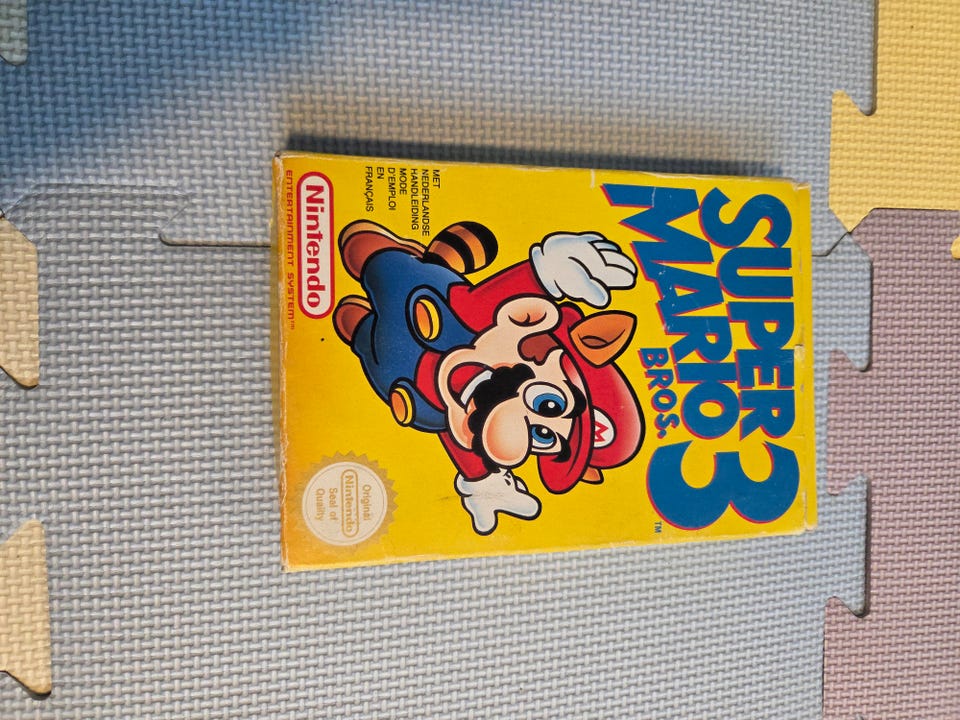 SUPER
MARIO 3
BROS.
TM
MET
NEDERLANDSE
HANDLEIDING
MODE
D'EMPLOI
EN
FRANÇAIS
Nintendo
ENTERTAINMENT SYSTEM™
M
Original
Nintendo
Seal of
Quality